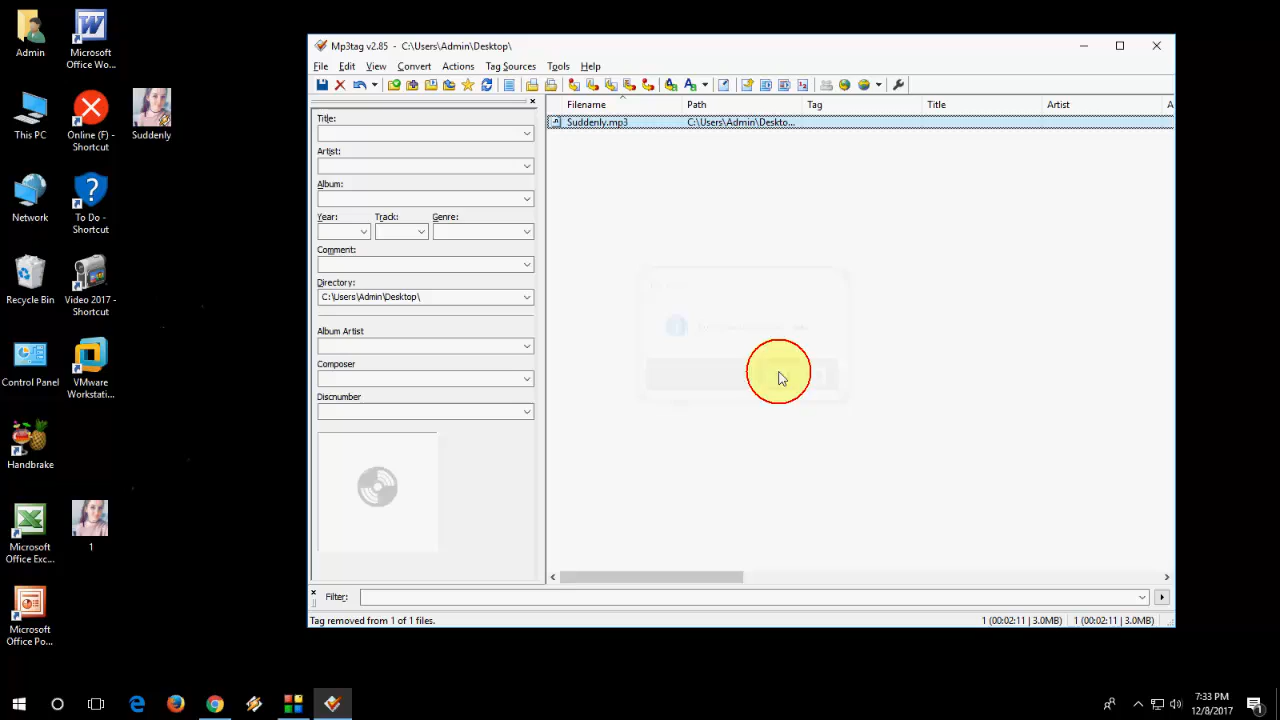 Admin
Microsoft
Office Wo...
This PC
Online (F) -
Shortcut
Suddenly
Network
To Do -
Shortcut
Recycle Bin
Video 2017 -
Shortcut
Control Panel
VMware
Workstati...
Handbrake
Microsoft
Office Exc...
1
Microsoft
Office Po...
Mp3tag v2.85 - C:\Users\Admin\Desktop\
File Edit View Convert Actions Tag Sources Tools Help
Title:
Artist:
Album:
Year: Track: Genre:
Comment:
Directory:
C:\Users\Admin\Desktop\
Album Artist
Composer
Discnumber
Filename Path Tag Title Artist A
Suddenly.mp3 C:\Users\Admin\Deskto...
Filter:
Tag removed from 1 of 1 files. 1 (00:02:11 | 3.0MB) 1 (00:02:11 | 3.0MB)
7:33 PM
12/8/2017
1